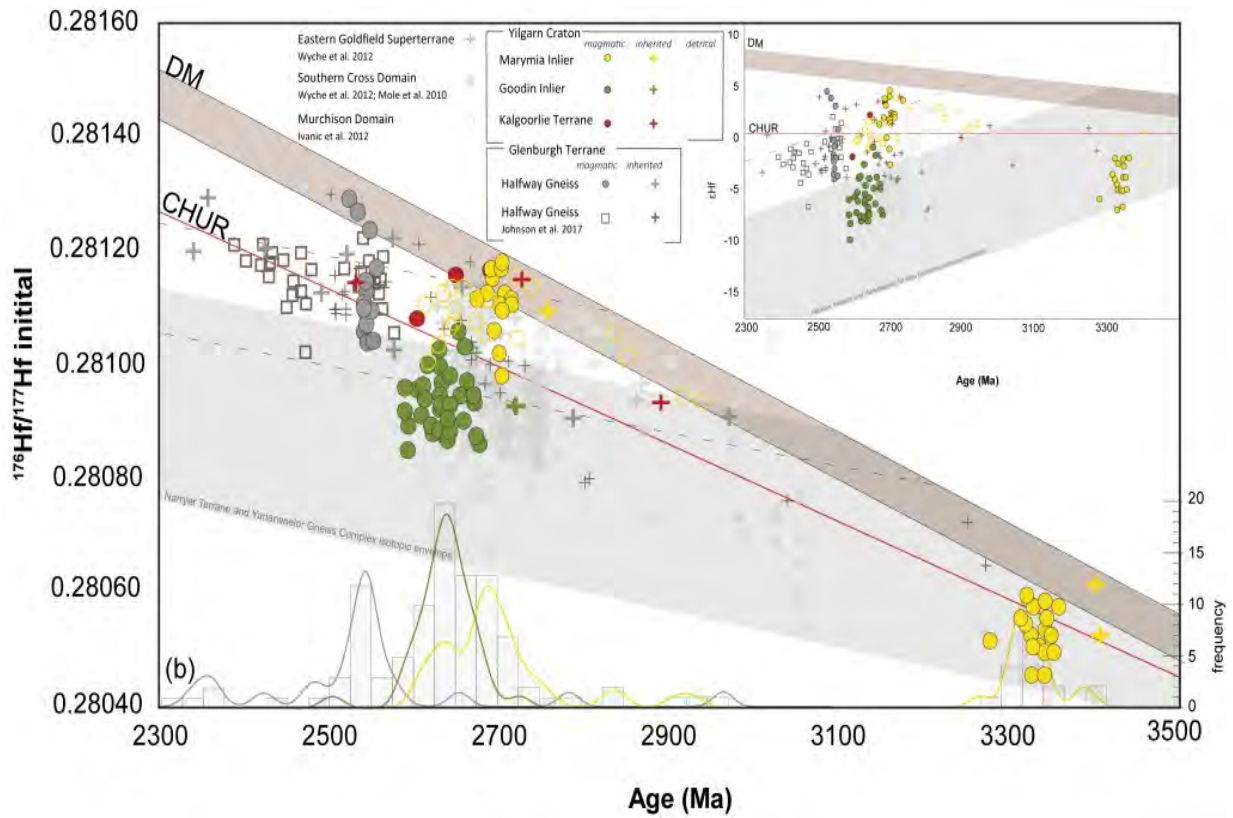 0.28160
0.28140
0.28120
0.28100
0.28080
0.28060
0.28040
¹⁷⁶Hf/¹⁷⁷Hf initital
DM
CHUR
Eastern Goldfield Superterrane
Wyche et al. 2012
Southern Cross Domain
Wyche et al. 2012; Mole et al. 2010
Murchison Domain
Ivanic et al. 2012
Yilgarn Craton
magmatic inherited detrital
Marymia Inlier
Goodin Inlier
Kalgoorlie Terrane
Glenburgh Terrane
magmatic inherited
Halfway Gneiss
Halfway Gneiss
Johnson et al. 2017
10
5
0
-5
-10
-15
εHf
DM
CHUR
2300 2500 2700 2900 3100 3300
Age (Ma)
Narryer Terrane and Yarlarweelor Gneiss Complex isotopic envelope
(b)
20
15
10
5
0
frequency
2300 2500 2700 2900 3100 3300 3500
Age (Ma)